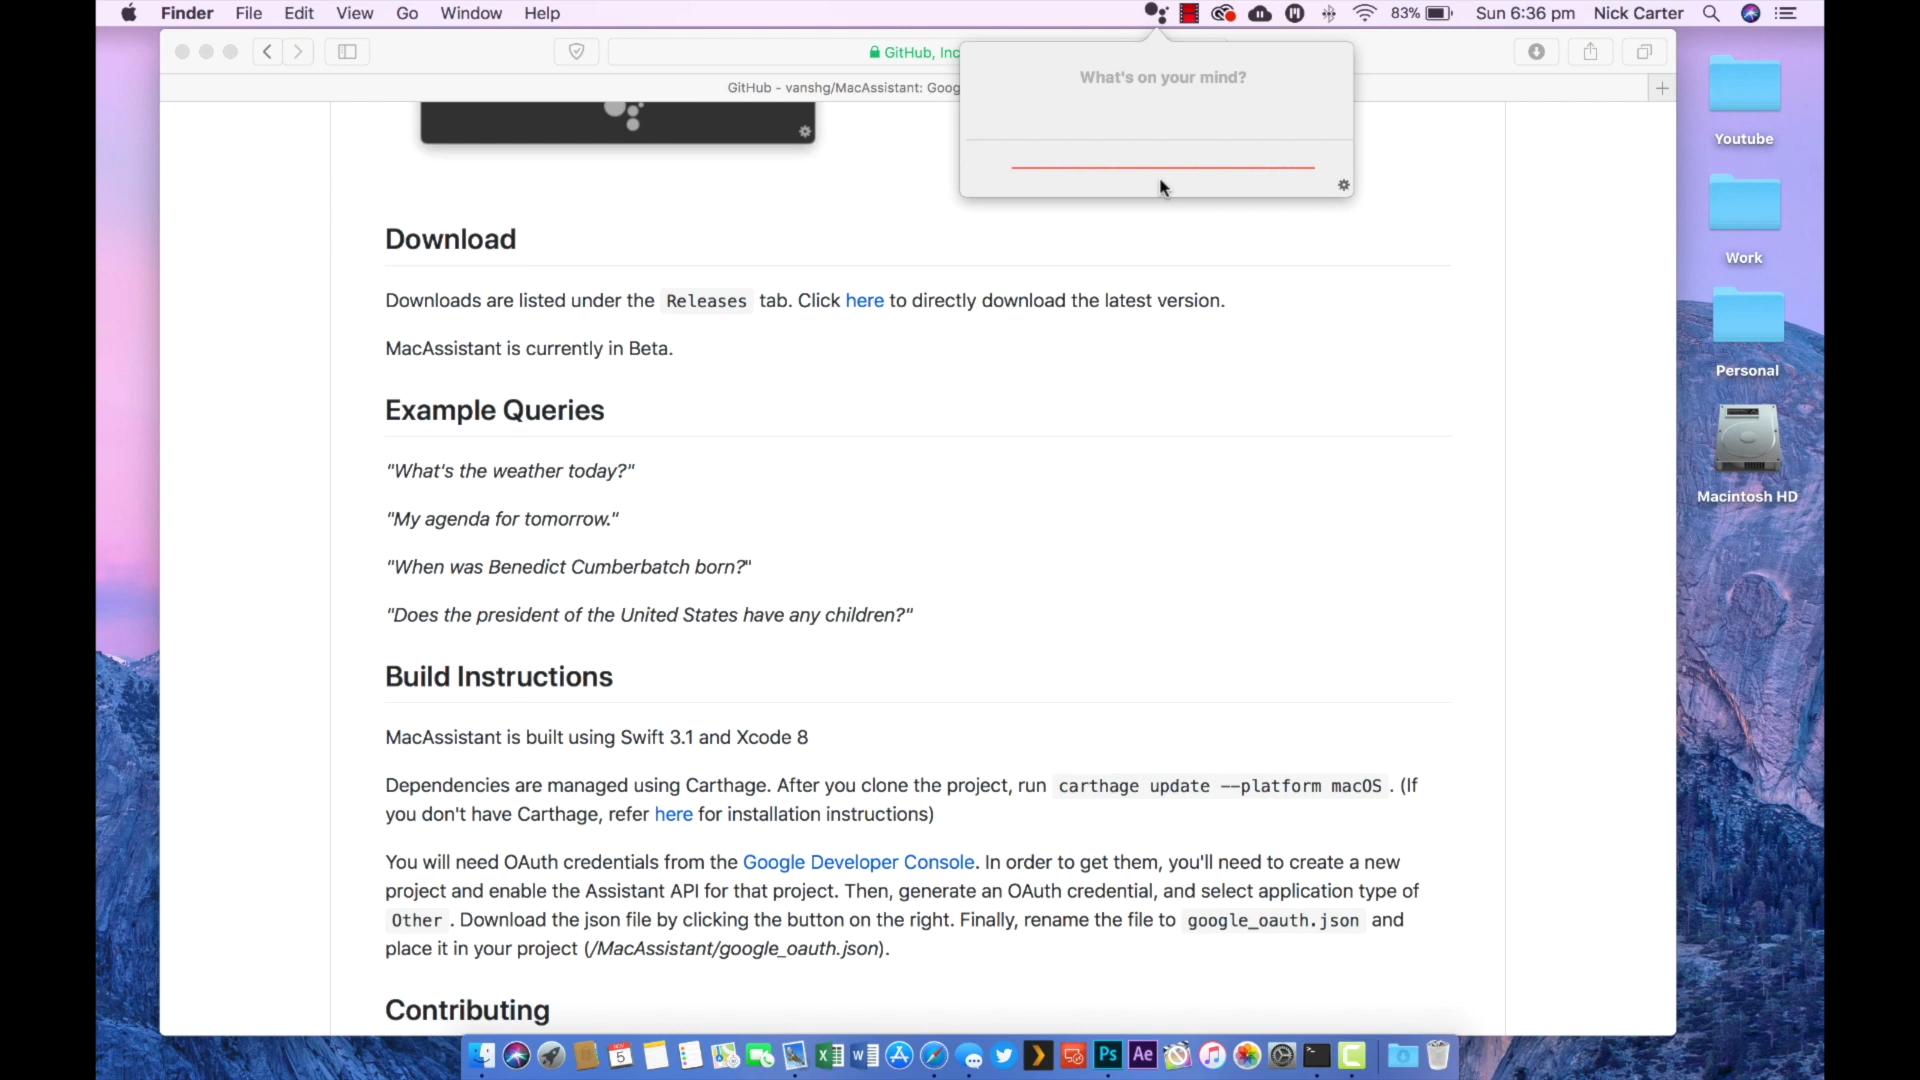 Finder File Edit View Go Window Help 83% Sun 6:36 pm Nick Carter
GitHub, Inc
GitHub - vanshg/MacAssistant: Goog
What's on your mind?
Youtube
Work
Personal
Macintosh HD
Download
Downloads are listed under the Releases tab. Click here to directly download the latest version.
MacAssistant is currently in Beta.
Example Queries
"What's the weather today?"
"My agenda for tomorrow."
"When was Benedict Cumberbatch born?"
"Does the president of the United States have any children?"
Build Instructions
MacAssistant is built using Swift 3.1 and Xcode 8
Dependencies are managed using Carthage. After you clone the project, run carthage update --platform macOS . (If
you don't have Carthage, refer here for installation instructions)
You will need OAuth credentials from the Google Developer Console. In order to get them, you'll need to create a new
project and enable the Assistant API for that project. Then, generate an OAuth credential, and select application type of
Other . Download the json file by clicking the button on the right. Finally, rename the file to google_oauth.json and
place it in your project (/MacAssistant/google_oauth.json).
Contributing
NOV
5
Ps
Ae